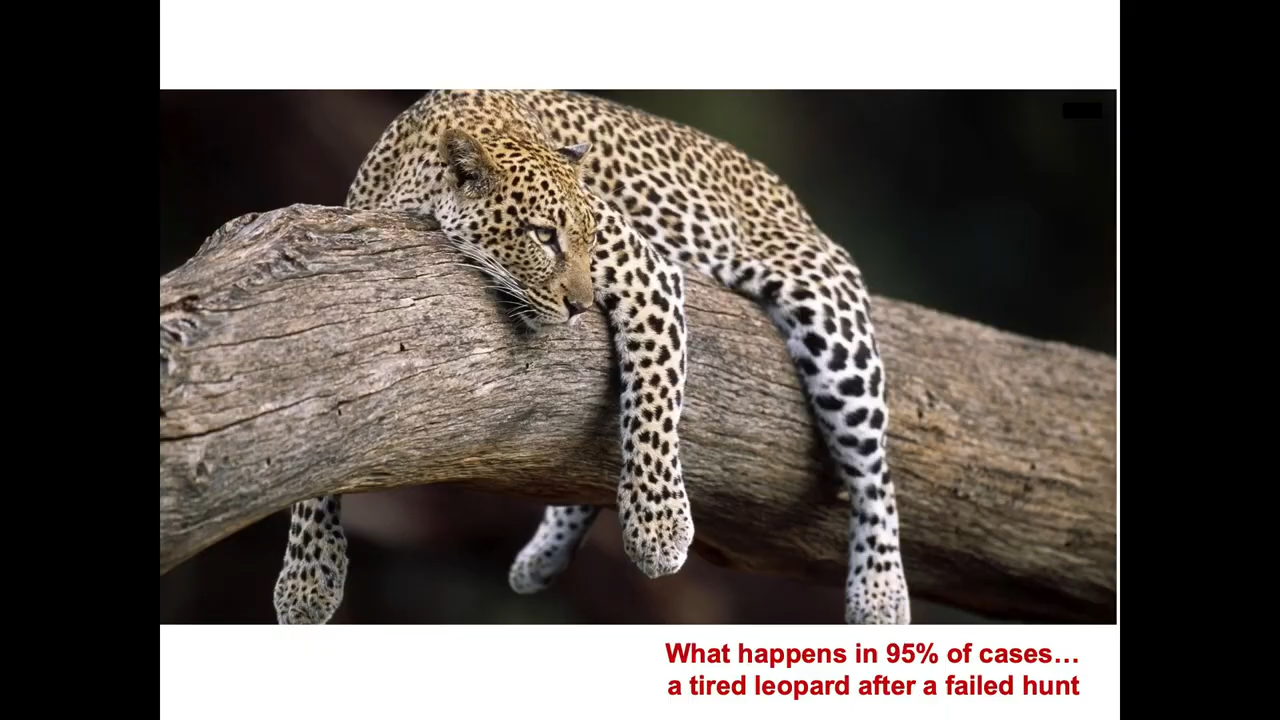 What happens in 95% of cases…
a tired leopard after a failed hunt